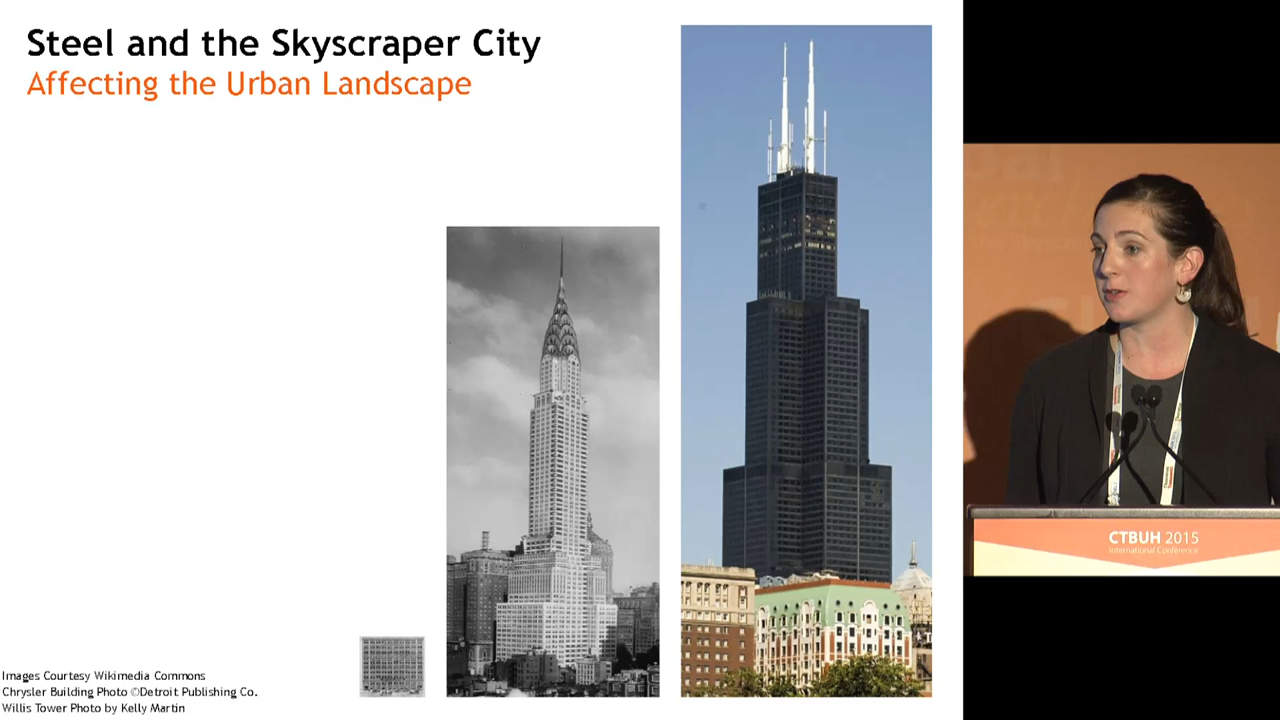 Steel and the Skyscraper City
Affecting the Urban Landscape
Images Courtesy Wikimedia Commons
Chrysler Building Photo ©Detroit Publishing Co.
Willis Tower Photo by Kelly Martin
CTBUH 2015
International Conference